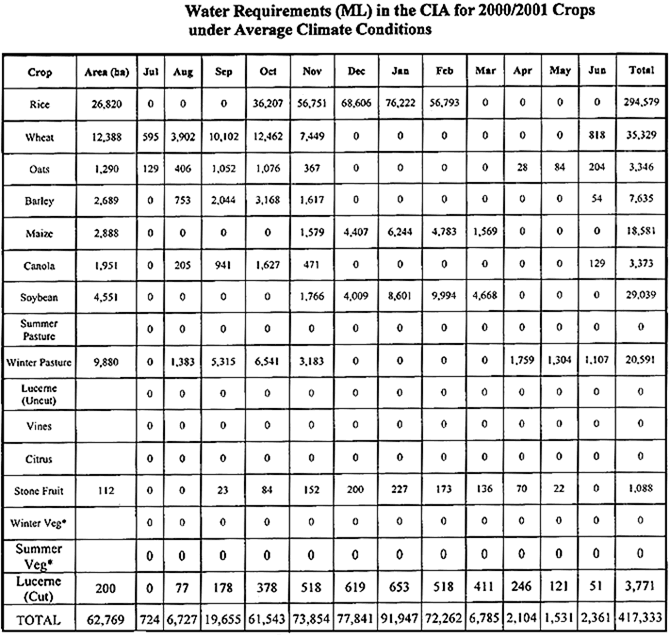 Water Requirements (ML) in the CIA for 2000/2001 Crops
under Average Climate Conditions
Crop Area (ha) Jul Aug Sep Oct Nov Dec Jan Feb Mar Apr May Jun Total
Rice 26,820 0 0 0 36,207 56,751 68,606 76,222 56,793 0 0 0 0 294,579
Wheat 12,388 595 3,902 10,102 12,462 7,449 0 0 0 0 0 0 818 35,329
Oats 1,290 129 406 1,052 1,076 367 0 0 0 0 28 84 204 3,346
Barley 2,689 0 753 2,044 3,168 1,617 0 0 0 0 0 0 54 7,635
Maize 2,888 0 0 0 0 1,579 4,407 6,244 4,783 1,569 0 0 0 18,581
Canola 1,951 0 205 941 1,627 471 0 0 0 0 0 0 129 3,373
Soybean 4,551 0 0 0 0 1,766 4,009 8,601 9,994 4,668 0 0 0 29,039
Summer
Pasture 0 0 0 0 0 0 0 0 0 0 0 0 0
Winter Pasture 9,880 0 1,383 5,315 6,541 3,183 0 0 0 0 1,759 1,304 1,107 20,591
Lucerne
(Uncut) 0 0 0 0 0 0 0 0 0 0 0 0 0
Vines 0 0 0 0 0 0 0 0 0 0 0 0 0
Citrus 0 0 0 0 0 0 0 0 0 0 0 0 0
Stone Fruit 112 0 0 23 84 152 200 227 173 136 70 22 0 1,088
Winter Veg* 0 0 0 0 0 0 0 0 0 0 0 0 0
Summer
Veg* 0 0 0 0 0 0 0 0 0 0 0 0 0
Lucerne
(Cut) 200 0 77 178 378 518 619 653 518 411 246 121 51 3,771
TOTAL 62,769 724 6,727 19,655 61,543 73,854 77,841 91,947 72,262 6,785 2,104 1,531 2,361 417,333